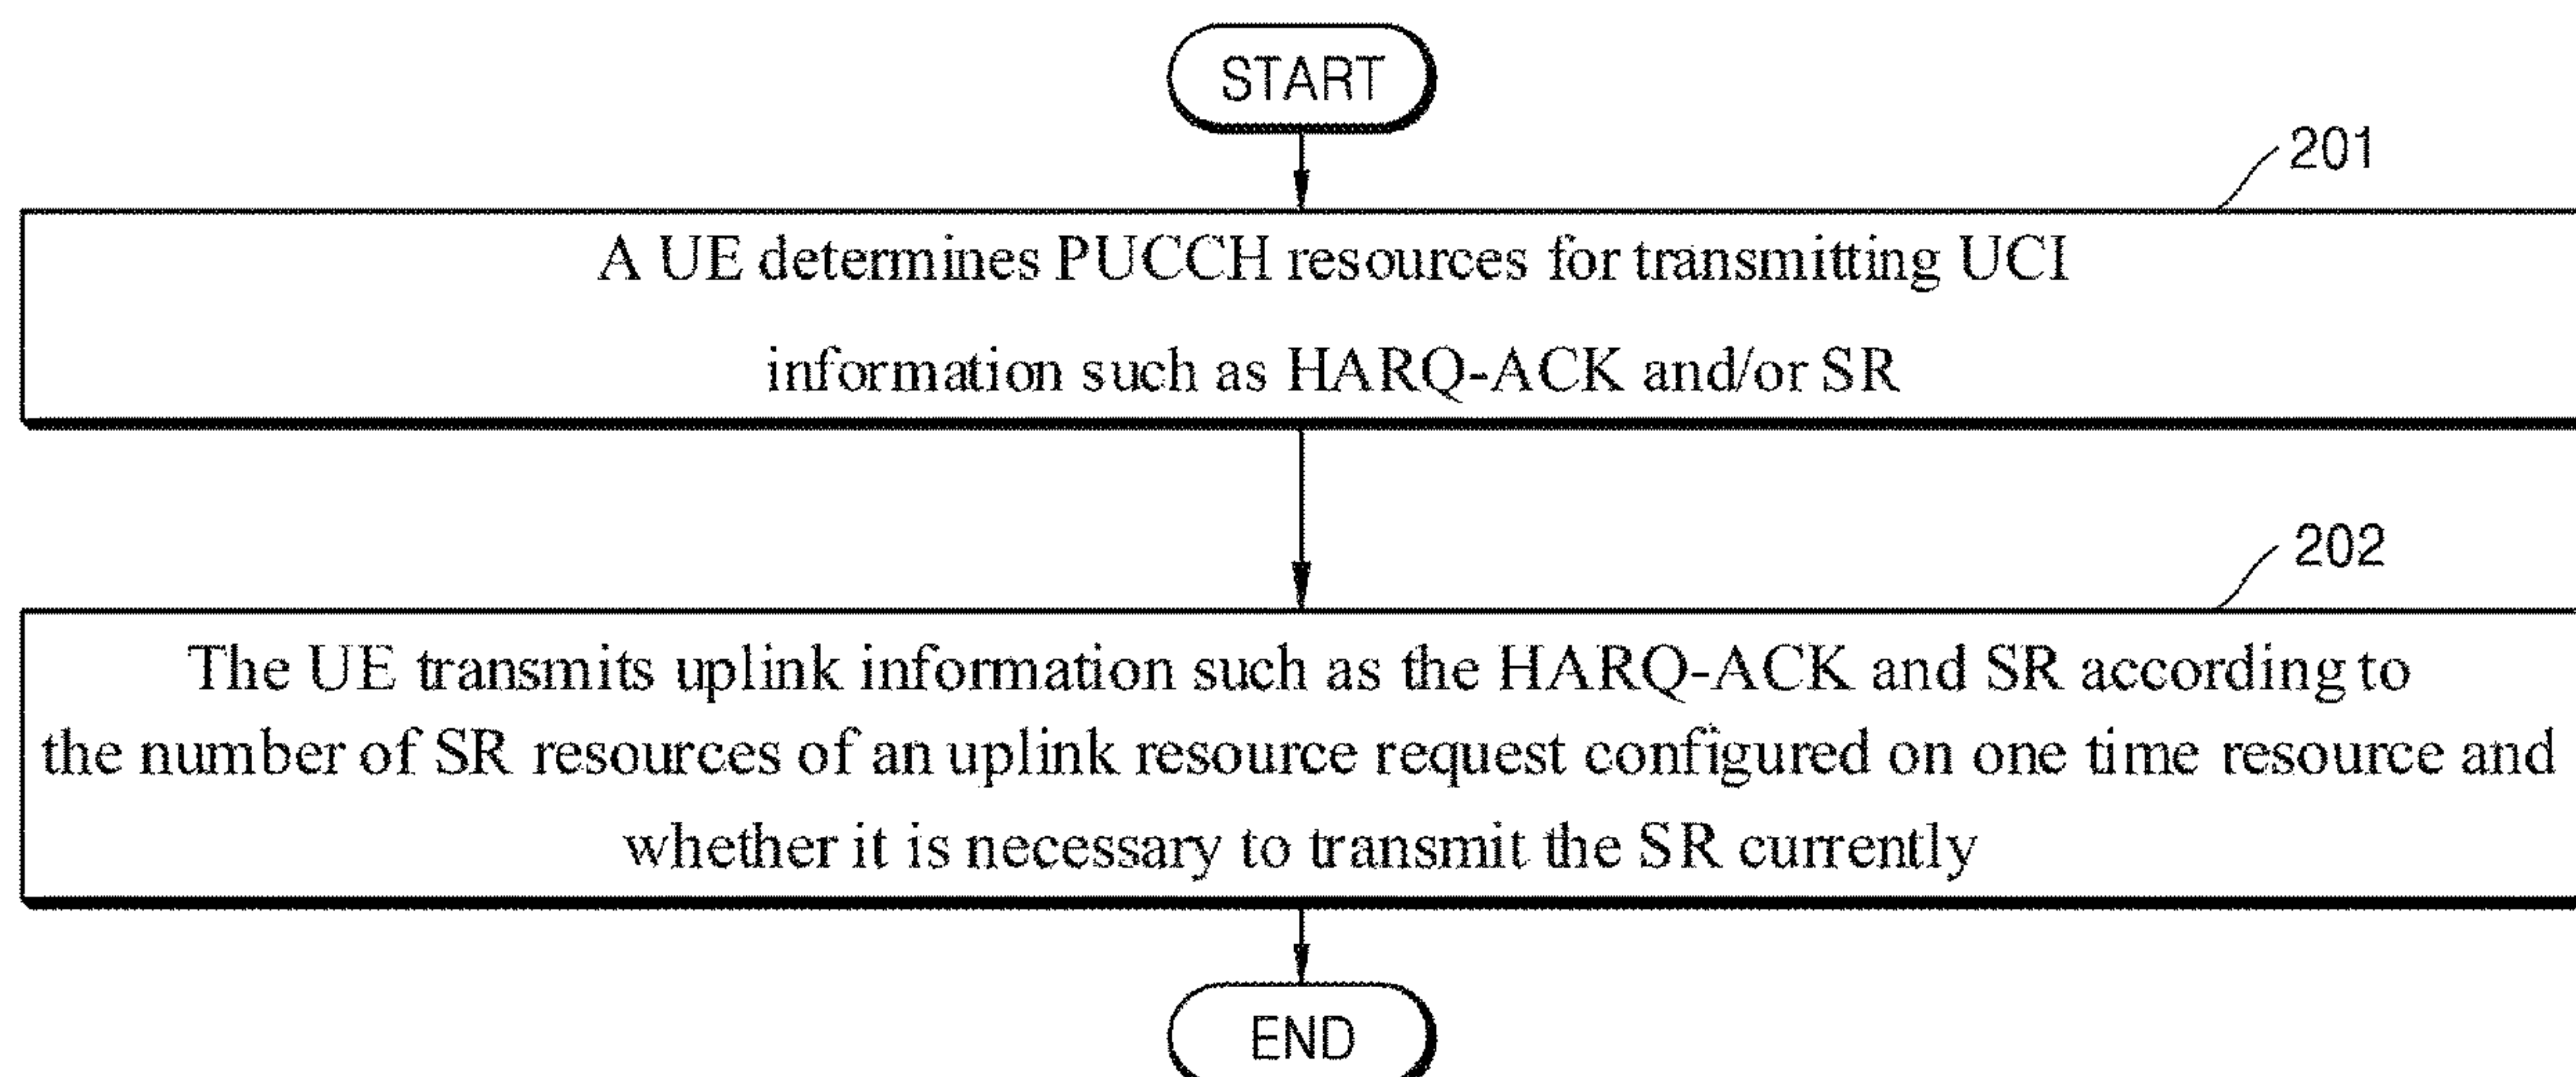 START
201
A UE determines PUCCH resources for transmitting UCI
information such as HARQ-ACK and/or SR
202
The UE transmits uplink information such as the HARQ-ACK and SR according to
the number of SR resources of an uplink resource request configured on one time resource and
whether it is necessary to transmit the SR currently
END